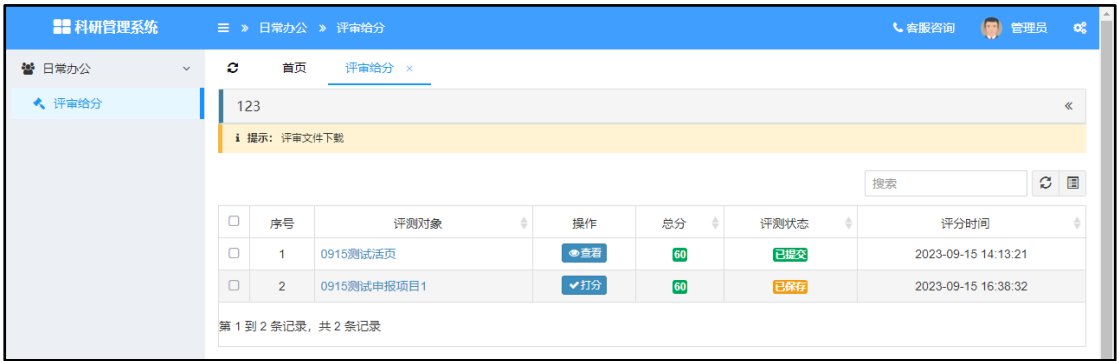 科研管理系统 日常办公 评审给分 客服咨询 管理员
日常办公 首页 评审给分 ×
评审给分
123
提示：评审文件下载
搜索
序号 评测对象 操作 总分 评测状态 评分时间
1 0915测试活页 查看 60 已提交 2023-09-15 14:13:21
2 0915测试申报项目1 打分 60 已保存 2023-09-15 16:38:32
第 1 到 2 条记录，共 2 条记录